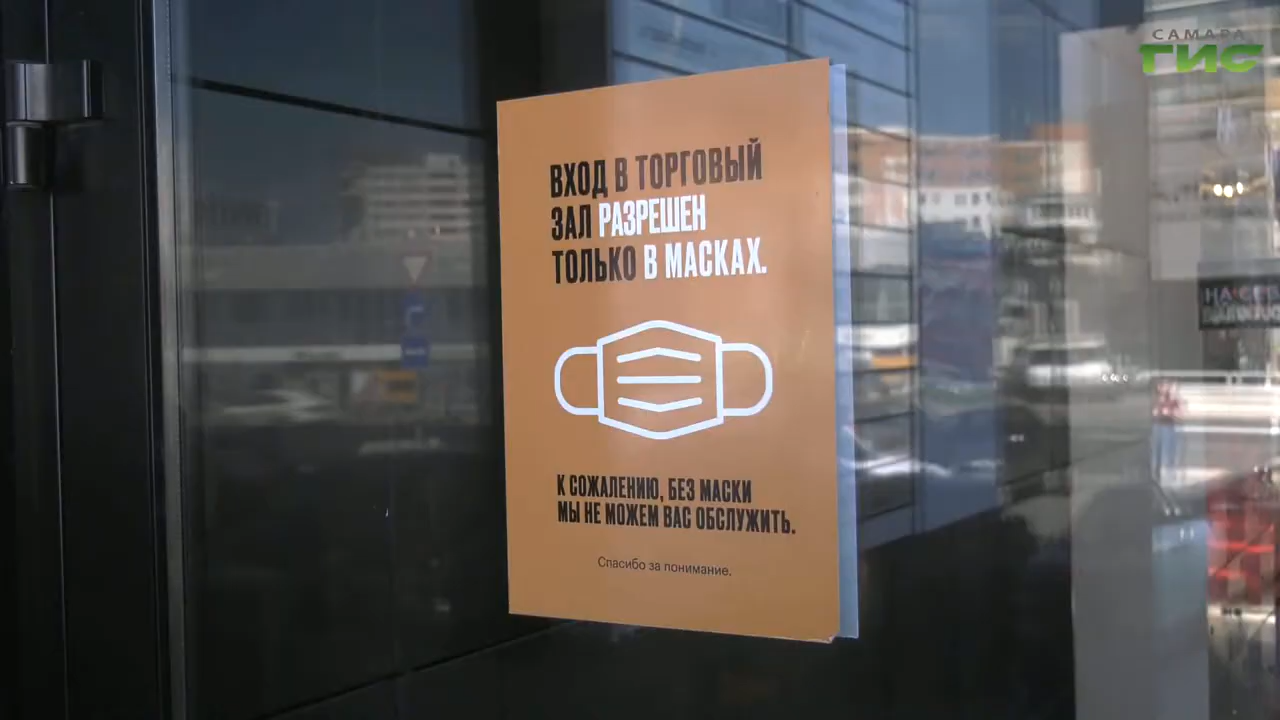 САМАРА
ГИС
ВХОД В ТОРГОВЫЙ
ЗАЛ РАЗРЕШЕН
ТОЛЬКО В МАСКАХ.
К СОЖАЛЕНИЮ, БЕЗ МАСКИ
МЫ НЕ МОЖЕМ ВАС ОБСЛУЖИТЬ.
Спасибо за понимание.